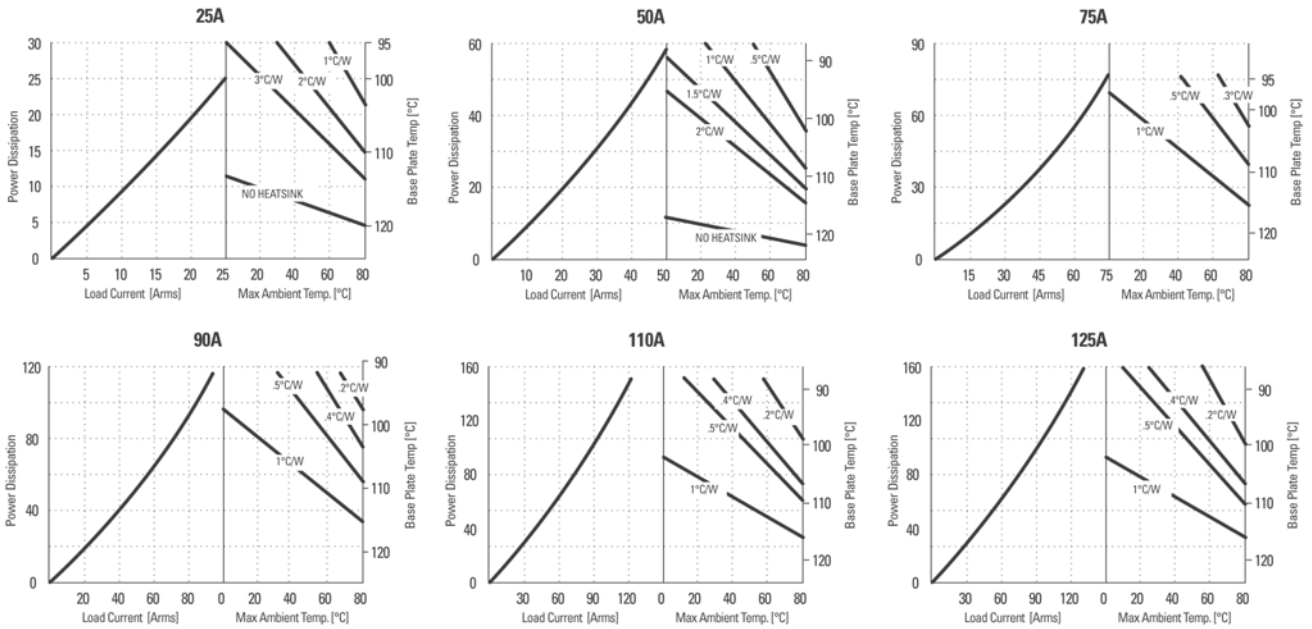 25A
30
25
20
15
10
5
0
Power Dissipation
5 10 15 20 25 20 40 60 80
Load Current [Arms] Max Ambient Temp. [°C]
95
100
110
120
Base Plate Temp [°C]
1°C/W
2°C/W
3°C/W
NO HEATSINK
50A
60
40
20
0
Power Dissipation
10 20 30 40 50 20 40 60 80
Load Current [Arms] Max Ambient Temp. [°C]
90
100
110
120
Base Plate Temp [°C]
.5°C/W
1°C/W
1.5°C/W
2°C/W
NO HEATSINK
75A
90
60
30
0
Power Dissipation
15 30 45 60 75 20 40 60 80
Load Current [Arms] Max Ambient Temp. [°C]
95
100
110
120
Base Plate Temp [°C]
.3°C/W
.5°C/W
1°C/W
90A
120
80
40
0
Power Dissipation
20 40 60 80 0 20 40 60 80
Load Current [Arms] Max Ambient Temp. [°C]
90
100
110
120
Base Plate Temp [°C]
.2°C/W
.5°C/W
.4°C/W
1°C/W
110A
160
120
80
40
0
Power Dissipation
30 60 90 120 0 20 40 60 80
Load Current [Arms] Max Ambient Temp. [°C]
90
100
110
120
Base Plate Temp [°C]
.4°C/W
.2°C/W
.5°C/W
1°C/W
125A
160
120
80
40
0
Power Dissipation
30 60 90 120 0 20 40 60 80
Load Current [Arms] Max Ambient Temp. [°C]
90
100
110
120
Base Plate Temp [°C]
.4°C/W
.2°C/W
.5°C/W
1°C/W